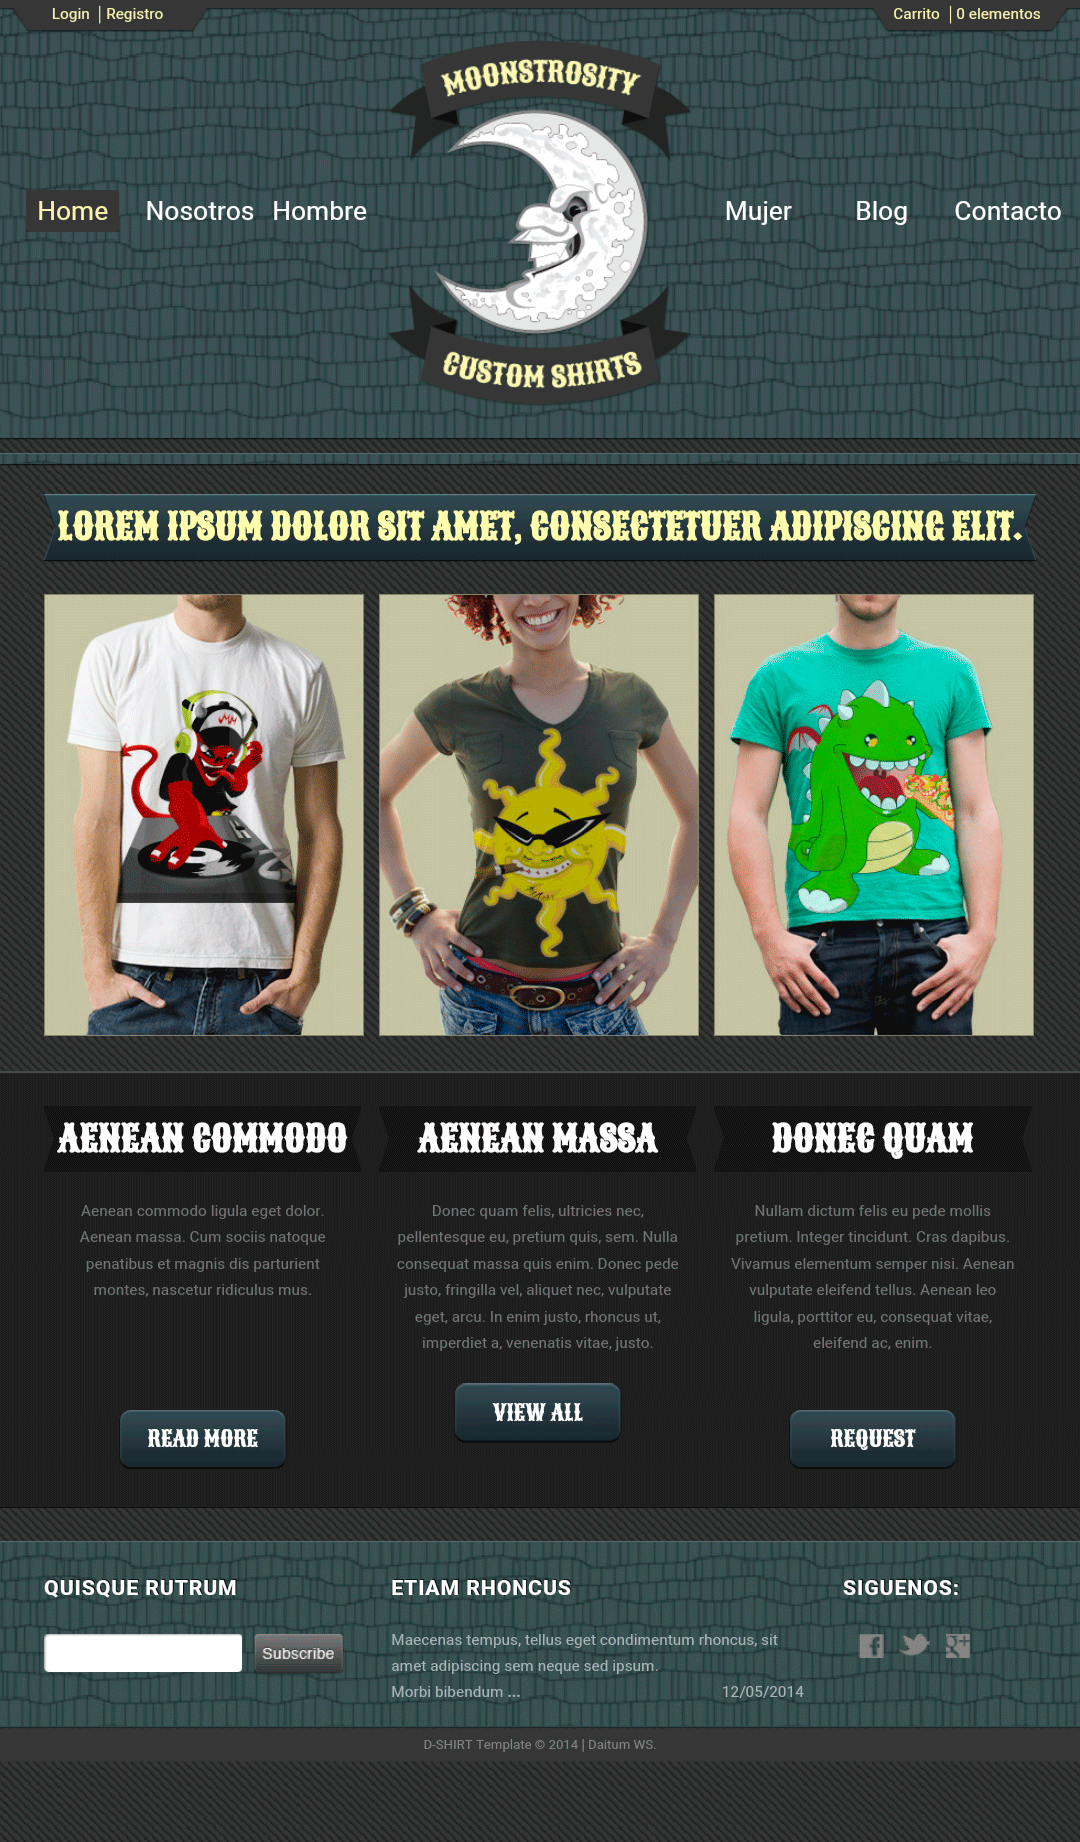 Login | Registro
Carrito | 0 elementos
MOONSTROSITY
Home
Nosotros
Hombre
Mujer
Blog
Contacto
CUSTOM SHIRTS
LOREM IPSUM DOLOR SIT AMET, CONSECTETUER ADIPISCING ELIT.
AENEAN COMMODO
Aenean commodo ligula eget dolor.
Aenean massa. Cum sociis natoque
penatibus et magnis dis parturient
montes, nascetur ridiculus mus.
READ MORE
AENEAN MASSA
Donec quam felis, ultricies nec,
pellentesque eu, pretium quis, sem. Nulla
consequat massa quis enim. Donec pede
justo, fringilla vel, aliquet nec, vulputate
eget, arcu. In enim justo, rhoncus ut,
imperdiet a, venenatis vitae, justo.
VIEW ALL
DONEC QUAM
Nullam dictum felis eu pede mollis
pretium. Integer tincidunt. Cras dapibus.
Vivamus elementum semper nisi. Aenean
vulputate eleifend tellus. Aenean leo
ligula, porttitor eu, consequat vitae,
eleifend ac, enim.
REQUEST
QUISQUE RUTRUM
Subscribe
ETIAM RHONCUS
Maecenas tempus, tellus eget condimentum rhoncus, sit
amet adipiscing sem neque sed ipsum.
Morbi bibendum ...
12/05/2014
SIGUENOS:
D-SHIRT Template © 2014 | Daitum WS.